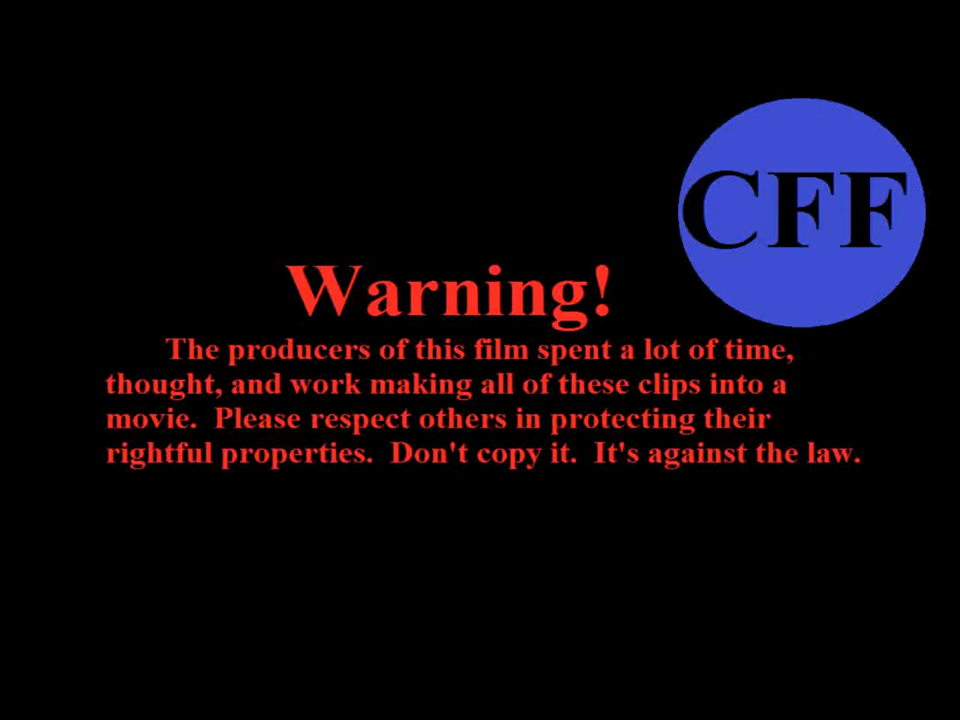 CFF
Warning!
The producers of this film spent a lot of time,
thought, and work making all of these clips into a
movie.  Please respect others in protecting their
rightful properties.  Don't copy it.  It's against the law.